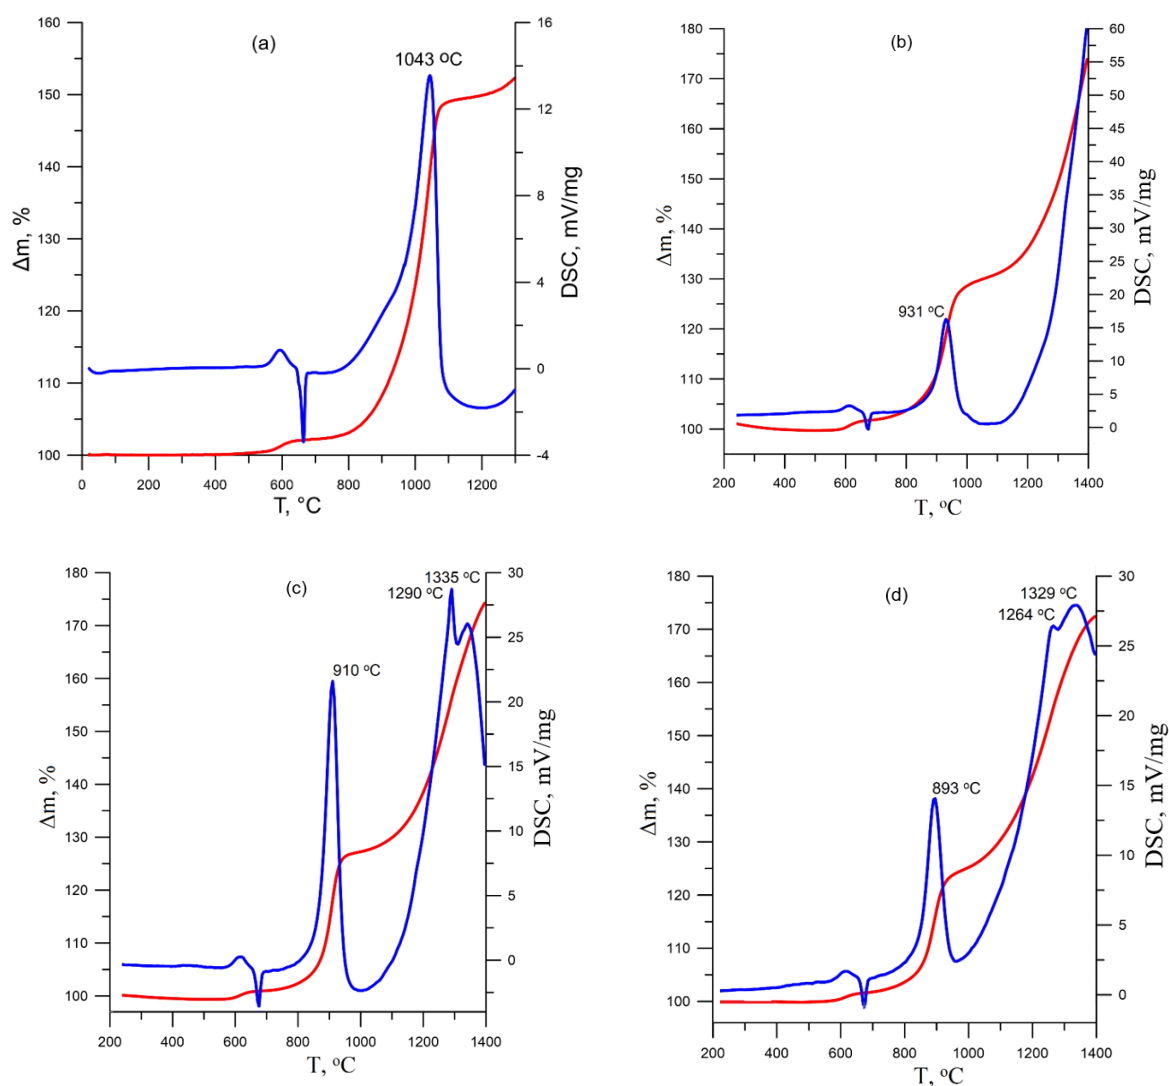 (a)
1043 °C
160
150
140
130
120
110
100
Δm, %
16
12
8
4
0
-4
DSC, mV/mg
0 200 400 600 800 1000 1200
T, °C
(b)
931 °C
180
170
160
150
140
130
120
110
100
Δm, %
60
55
50
45
40
35
30
25
20
15
10
5
0
DSC, mV/mg
200 400 600 800 1000 1200 1400
T, °C
(c)
1335 °C
1290 °C
910 °C
180
170
160
150
140
130
120
110
100
Δm, %
30
25
20
15
10
5
0
DSC, mV/mg
200 400 600 800 1000 1200 1400
T, °C
(d)
1329 °C
1264 °C
893 °C
180
170
160
150
140
130
120
110
100
Δm, %
30
25
20
15
10
5
0
DSC, mV/mg
200 400 600 800 1000 1200 1400
T, °C